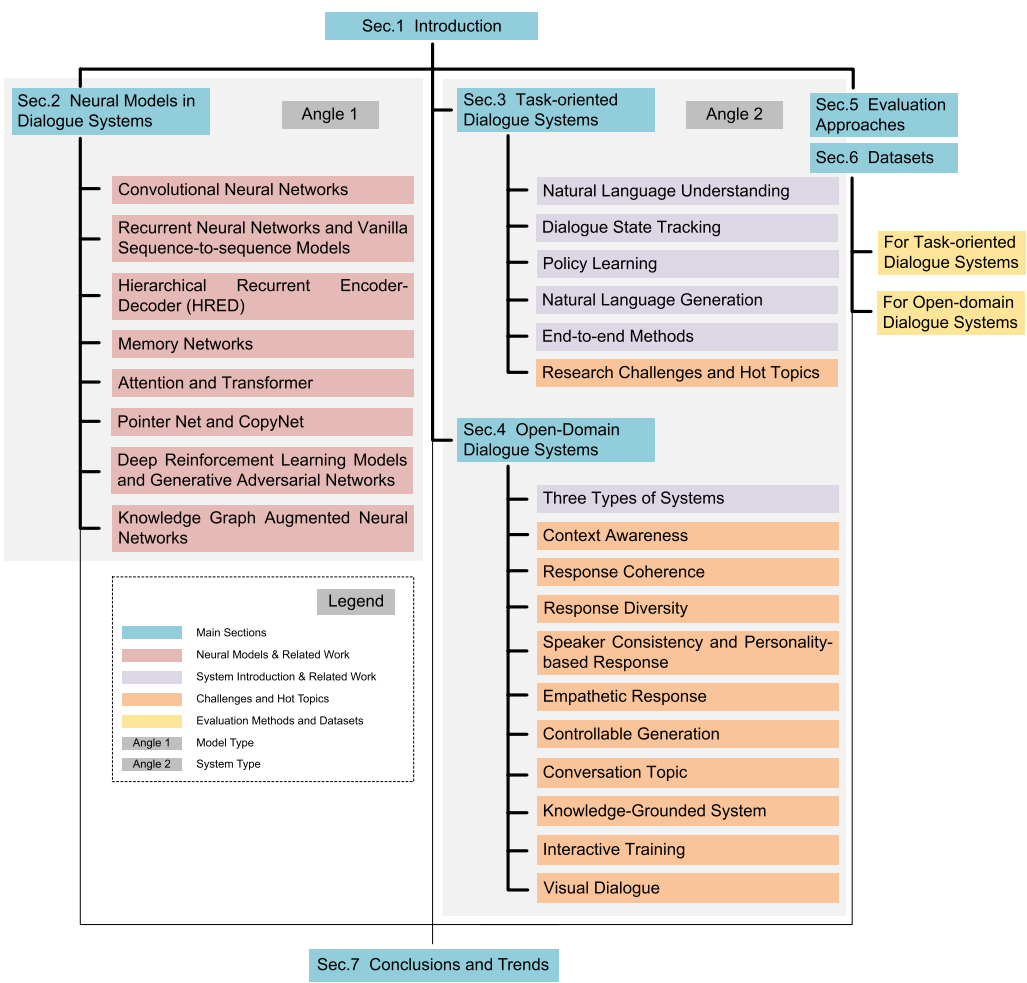 Sec.1 Introduction
Sec.2 Neural Models in
Dialogue Systems
Angle 1
Convolutional Neural Networks
Recurrent Neural Networks and Vanilla
Sequence-to-sequence Models
Hierarchical Recurrent Encoder-
Decoder (HRED)
Memory Networks
Attention and Transformer
Pointer Net and CopyNet
Deep Reinforcement Learning Models
and Generative Adversarial Networks
Knowledge Graph Augmented Neural
Networks
Sec.3 Task-oriented
Dialogue Systems
Angle 2
Natural Language Understanding
Dialogue State Tracking
Policy Learning
Natural Language Generation
End-to-end Methods
Research Challenges and Hot Topics
Sec.4 Open-Domain
Dialogue Systems
Three Types of Systems
Context Awareness
Response Coherence
Response Diversity
Speaker Consistency and Personality-
based Response
Empathetic Response
Controllable Generation
Conversation Topic
Knowledge-Grounded System
Interactive Training
Visual Dialogue
Sec.5 Evaluation
Approaches
Sec.6 Datasets
For Task-oriented
Dialogue Systems
For Open-domain
Dialogue Systems
Legend
Main Sections
Neural Models & Related Work
System Introduction & Related Work
Challenges and Hot Topics
Evaluation Methods and Datasets
Angle 1 Model Type
Angle 2 System Type
Sec.7 Conclusions and Trends